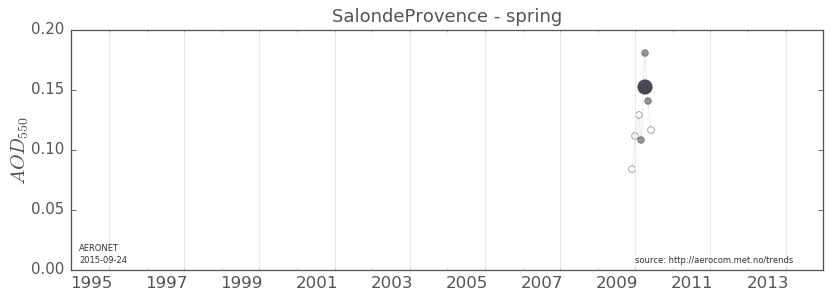 SalondeProvence - spring
0.20
0.15
0.10
0.05
0.00
AOD550
AERONET
2015-09-24
source: http://aerocom.met.no/trends
1995 1997 1999 2001 2003 2005 2007 2009 2011 2013